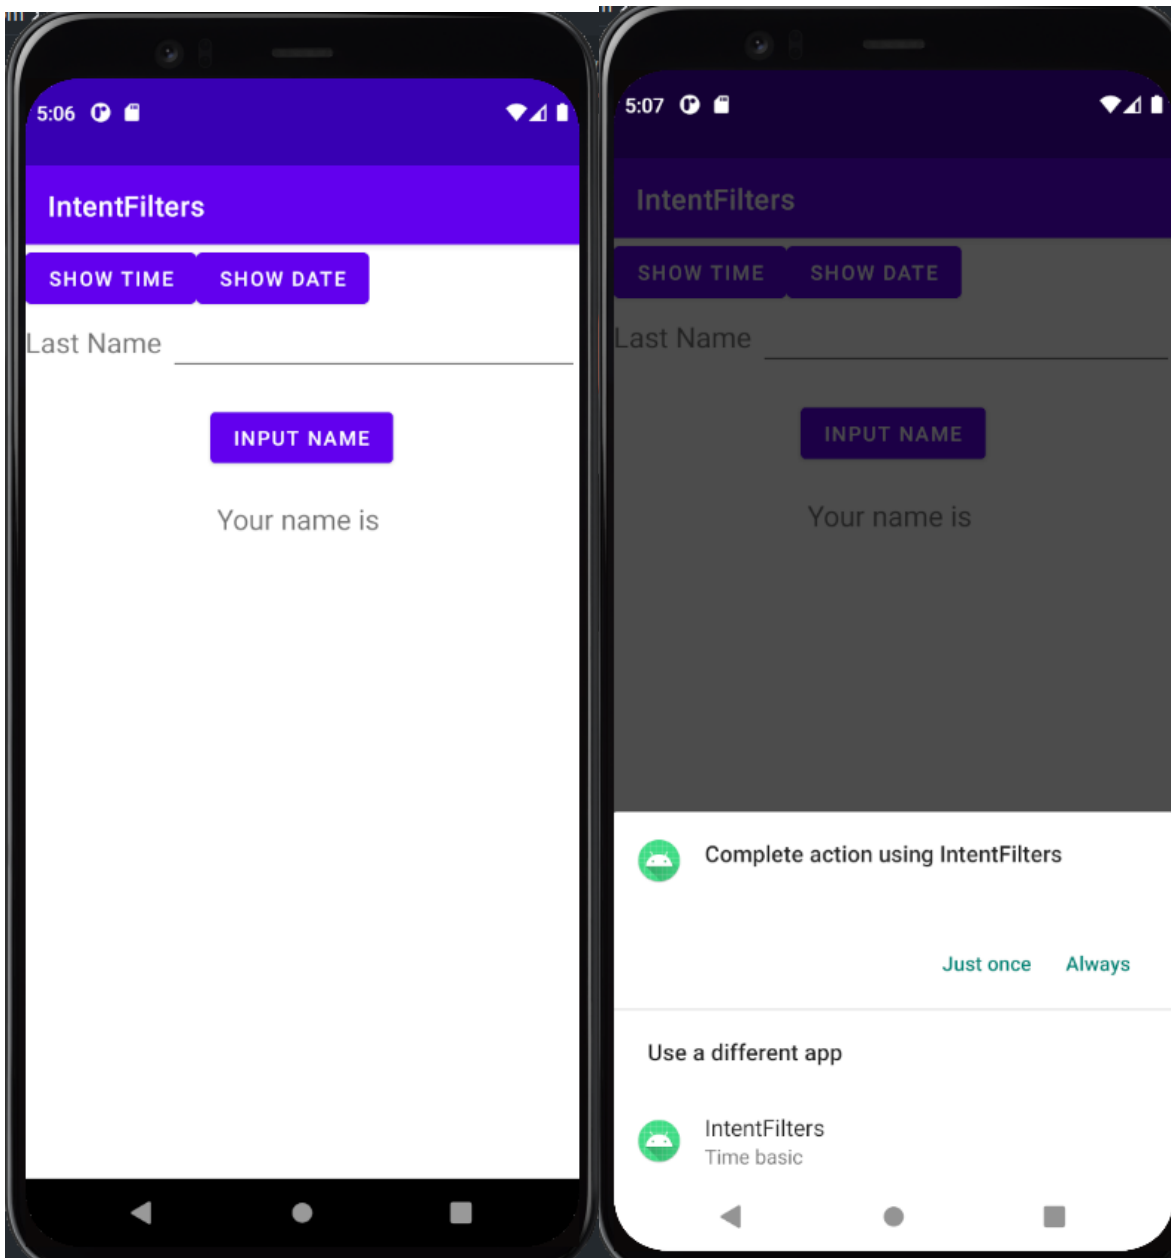 5:06
IntentFilters
SHOW TIME SHOW DATE
Last Name
INPUT NAME
Your name is
5:07
IntentFilters
SHOW TIME SHOW DATE
Last Name
INPUT NAME
Your name is
Complete action using IntentFilters
Just once Always
Use a different app
IntentFilters
Time basic